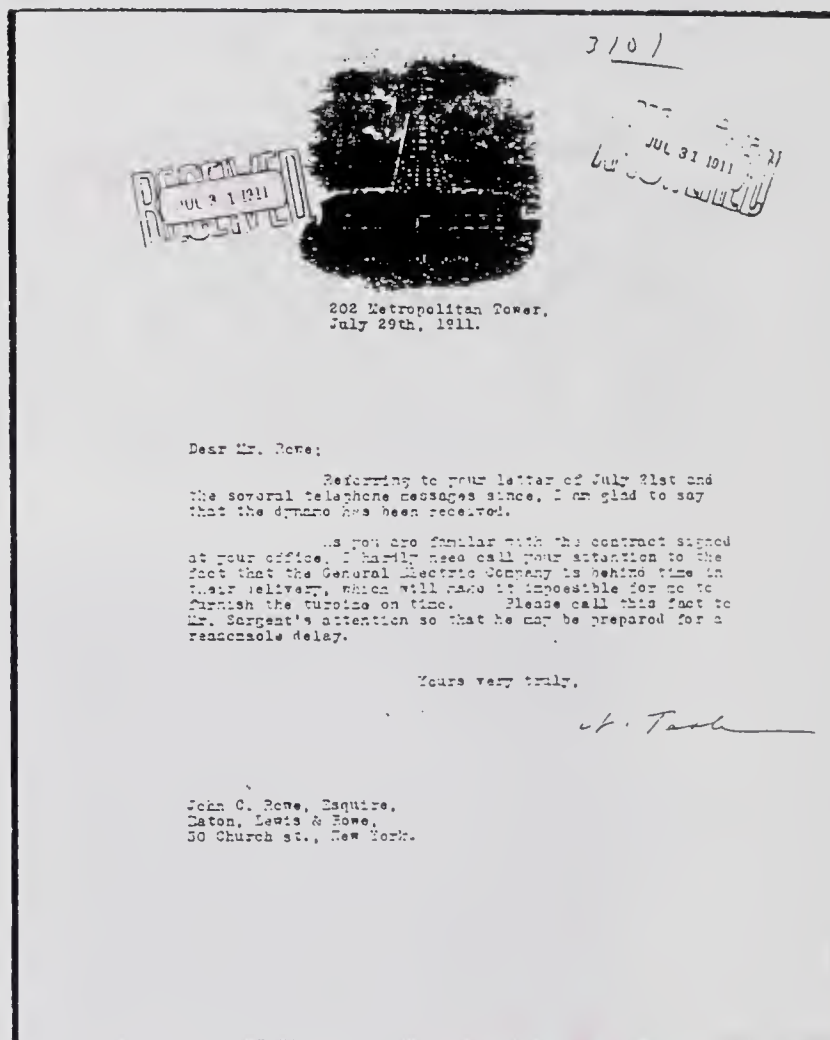 3101
JUL 31 1911
JUL 31 1911
202 Metropolitan Tower,
July 29th, 1911.
Dear Mr. Rowe;
Referring to your letter of July 21st and
the several telephone messages since, I am glad to say
that the dynamo has been received.
As you are familar with the contract signed
at your office, I hardly need call your attention to the
fact that the General Electric Company is behind time in
their delivery, which will make it impossible for me to
furnish the turbine on time. Please call this fact to
Mr. Sargent's attention so that he may be prepared for a
reasonable delay.
Yours very truly,
N. Tesla
John C. Rowe, Esquire,
Eaton, Lewis & Rowe,
30 Church st., New York.